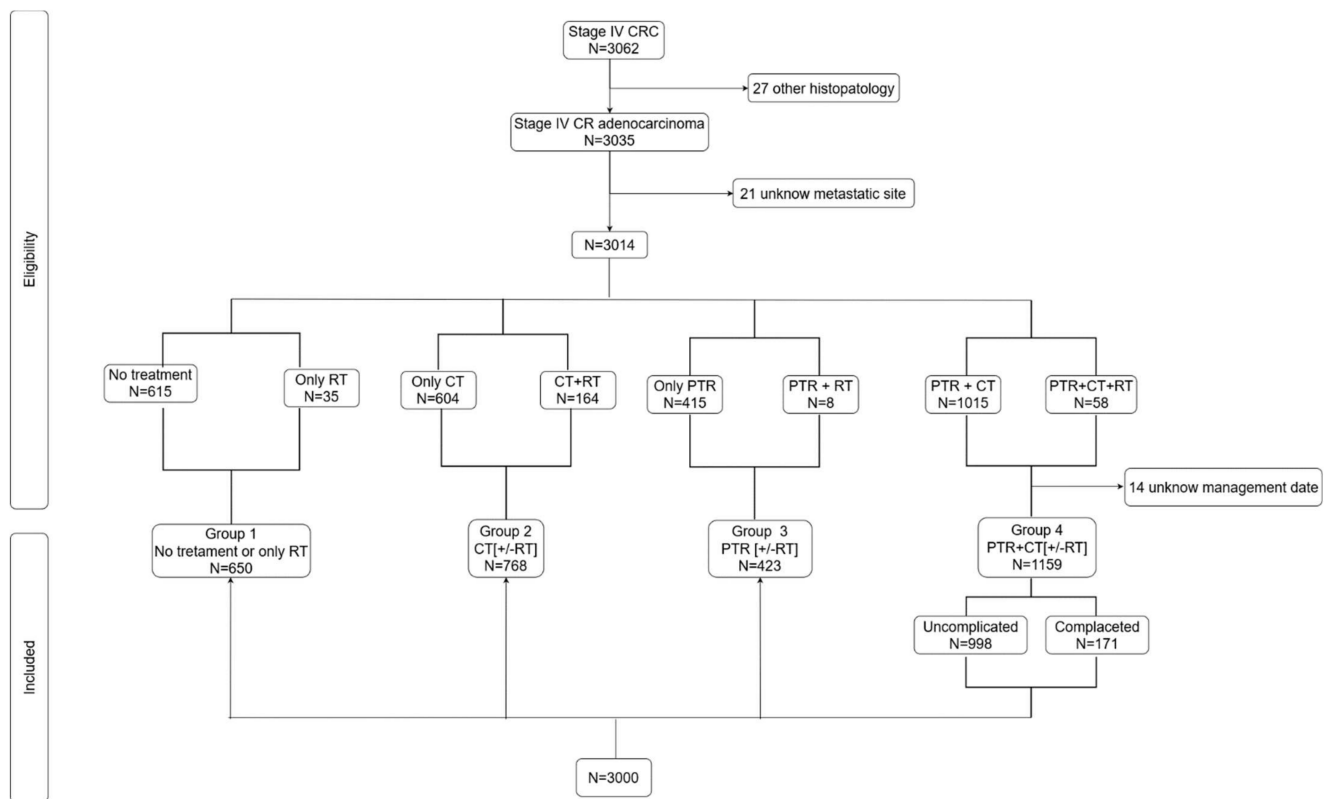 Eligibility
Stage IV CRC
N=3062
27 other histopatology
Stage IV CR adenocarcinoma
N=3035
21 unknow metastatic site
N=3014
No treatment
N=615
Only RT
N=35
Only CT
N=604
CT+RT
N=164
Only PTR
N=415
PTR + RT
N=8
PTR + CT
N=1015
PTR+CT+RT
N=58
14 unknow management date
Included
Group 1
No tretament or only RT
N=650
Group 2
CT[+/-RT]
N=768
Group 3
PTR [+/-RT]
N=423
Group 4
PTR+CT[+/-RT]
N=1159
Uncomplicated
N=998
Complaceted
N=171
N=3000